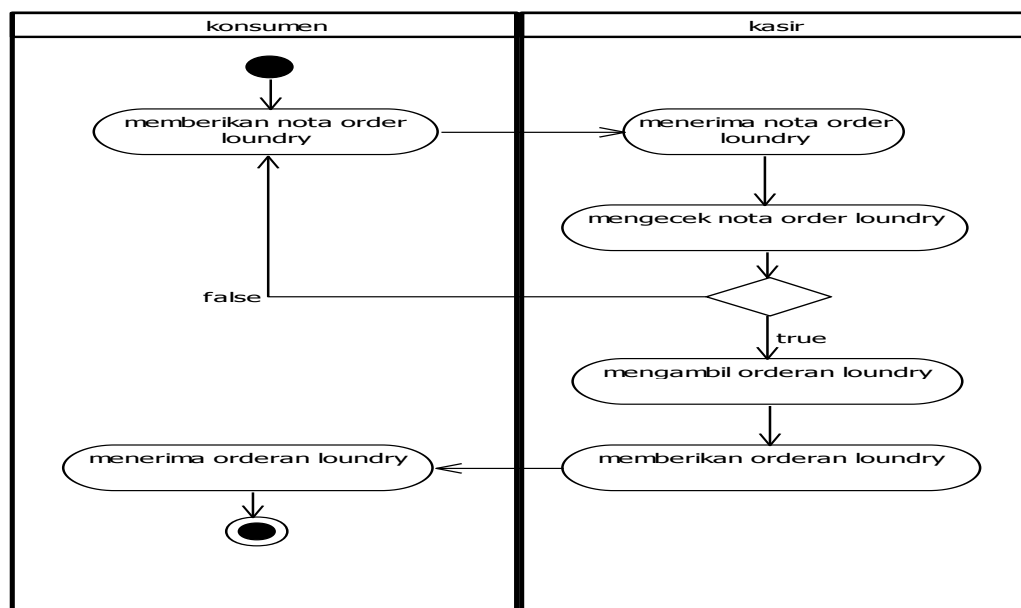 konsumen
kasir
memberikan nota order
loundry
menerima nota order
loundry
mengecek nota order loundry
false
true
mengambil orderan loundry
menerima orderan loundry
memberikan orderan loundry